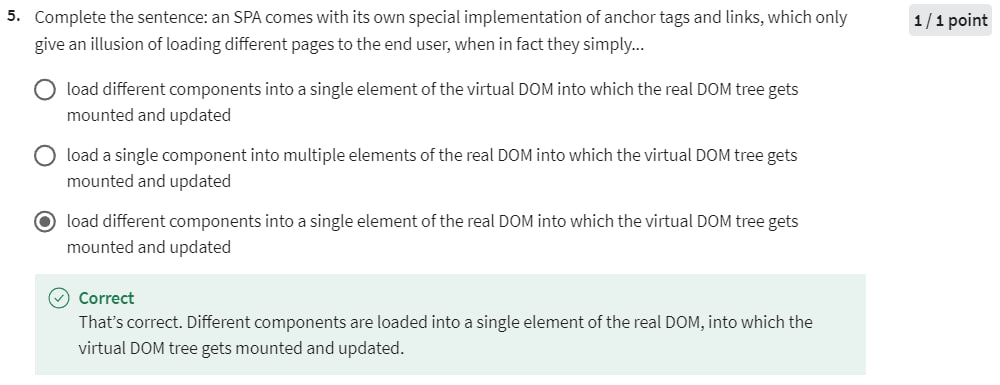 5. Complete the sentence: an SPA comes with its own special implementation of anchor tags and links, which only
1 / 1 point
give an illusion of loading different pages to the end user, when in fact they simply...
load different components into a single element of the virtual DOM into which the real DOM tree gets
mounted and updated
load a single component into multiple elements of the real DOM into which the virtual DOM tree gets
mounted and updated
load different components into a single element of the real DOM into which the virtual DOM tree gets
mounted and updated
Correct
That’s correct. Different components are loaded into a single element of the real DOM, into which the
virtual DOM tree gets mounted and updated.